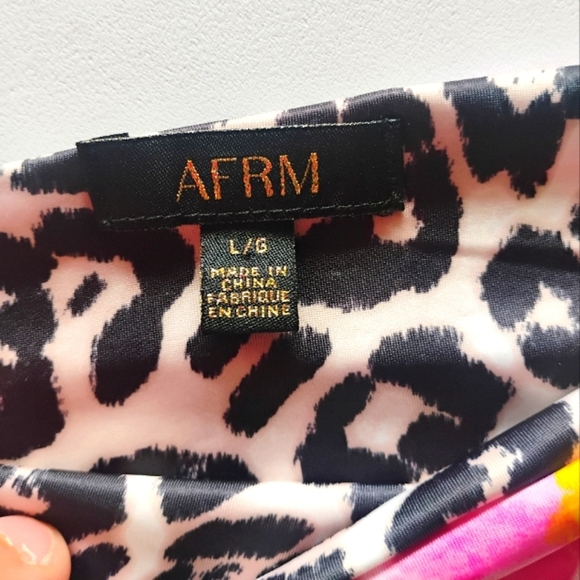 AFRM
L/G
MADE IN
CHINA
FABRIQUE
EN CHINE